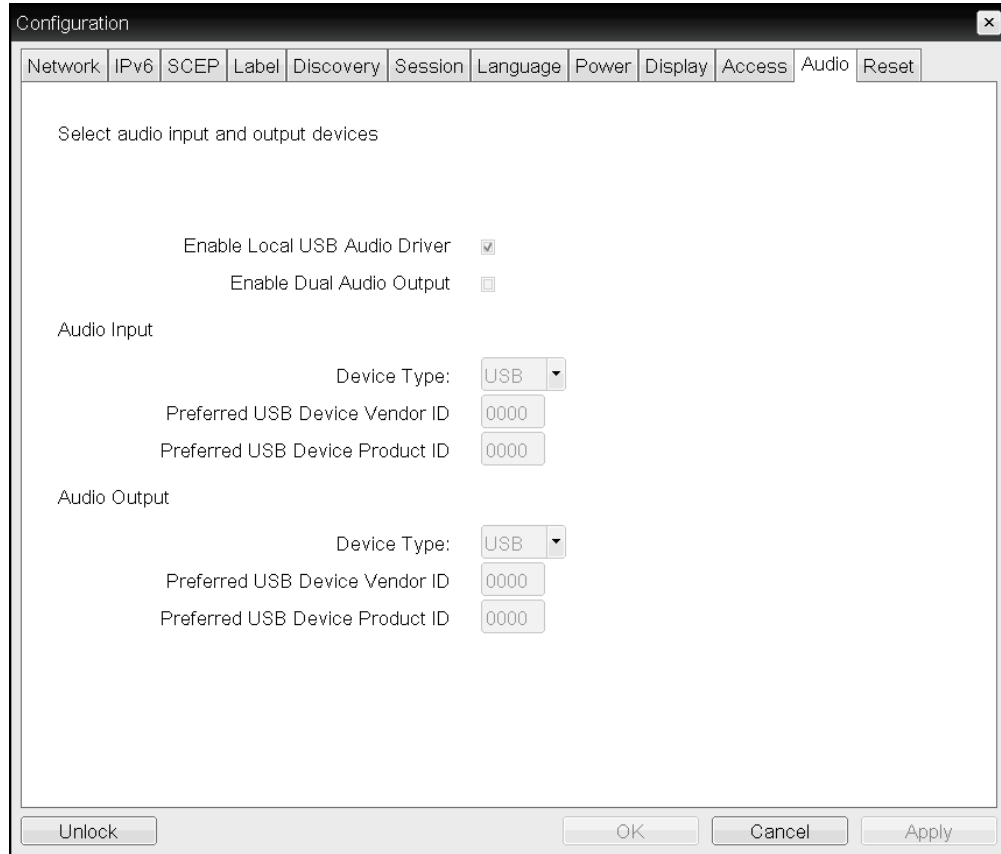 Configuration
Network IPv6 SCEP Label Discovery Session Language Power Display Access Audio Reset
Select audio input and output devices
Enable Local USB Audio Driver
Enable Dual Audio Output
Audio Input
Device Type: USB
Preferred USB Device Vendor ID 0000
Preferred USB Device Product ID 0000
Audio Output
Device Type: USB
Preferred USB Device Vendor ID 0000
Preferred USB Device Product ID 0000
Unlock OK Cancel Apply